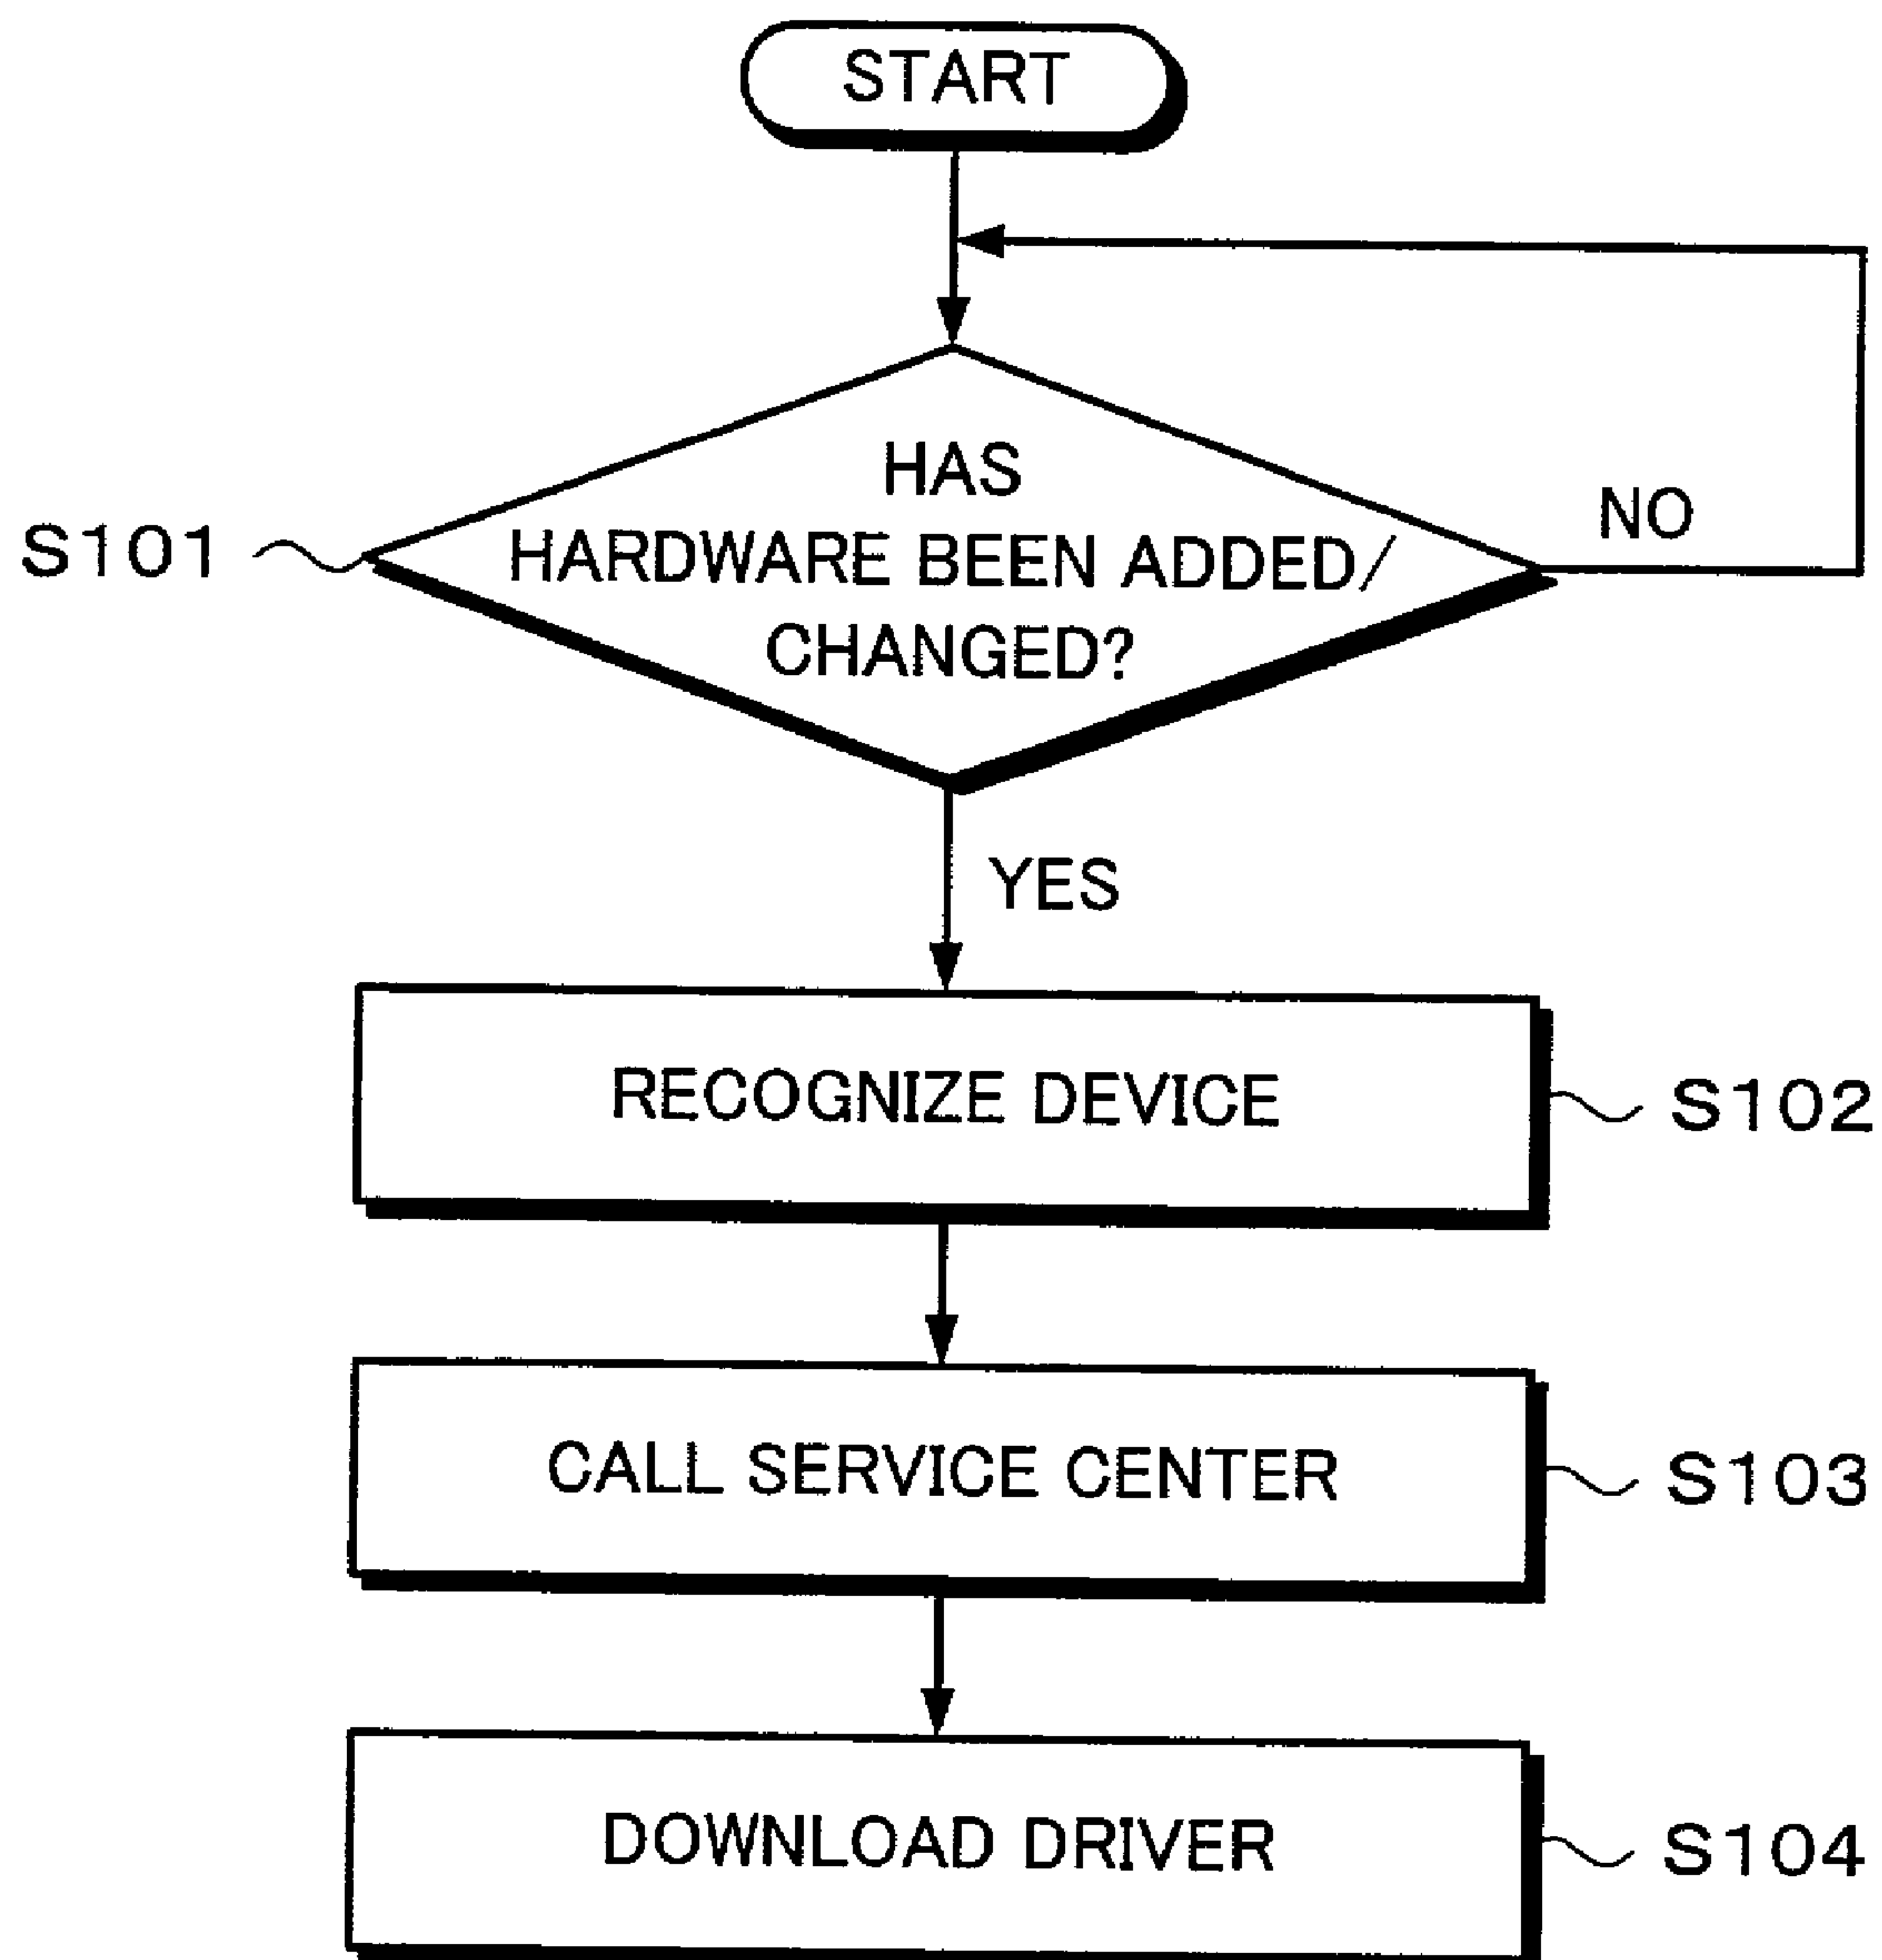 START
HAS
HARDWARE BEEN ADDED/
CHANGED?
S101
NO
YES
RECOGNIZE DEVICE
S102
CALL SERVICE CENTER
S103
DOWNLOAD DRIVER
S104